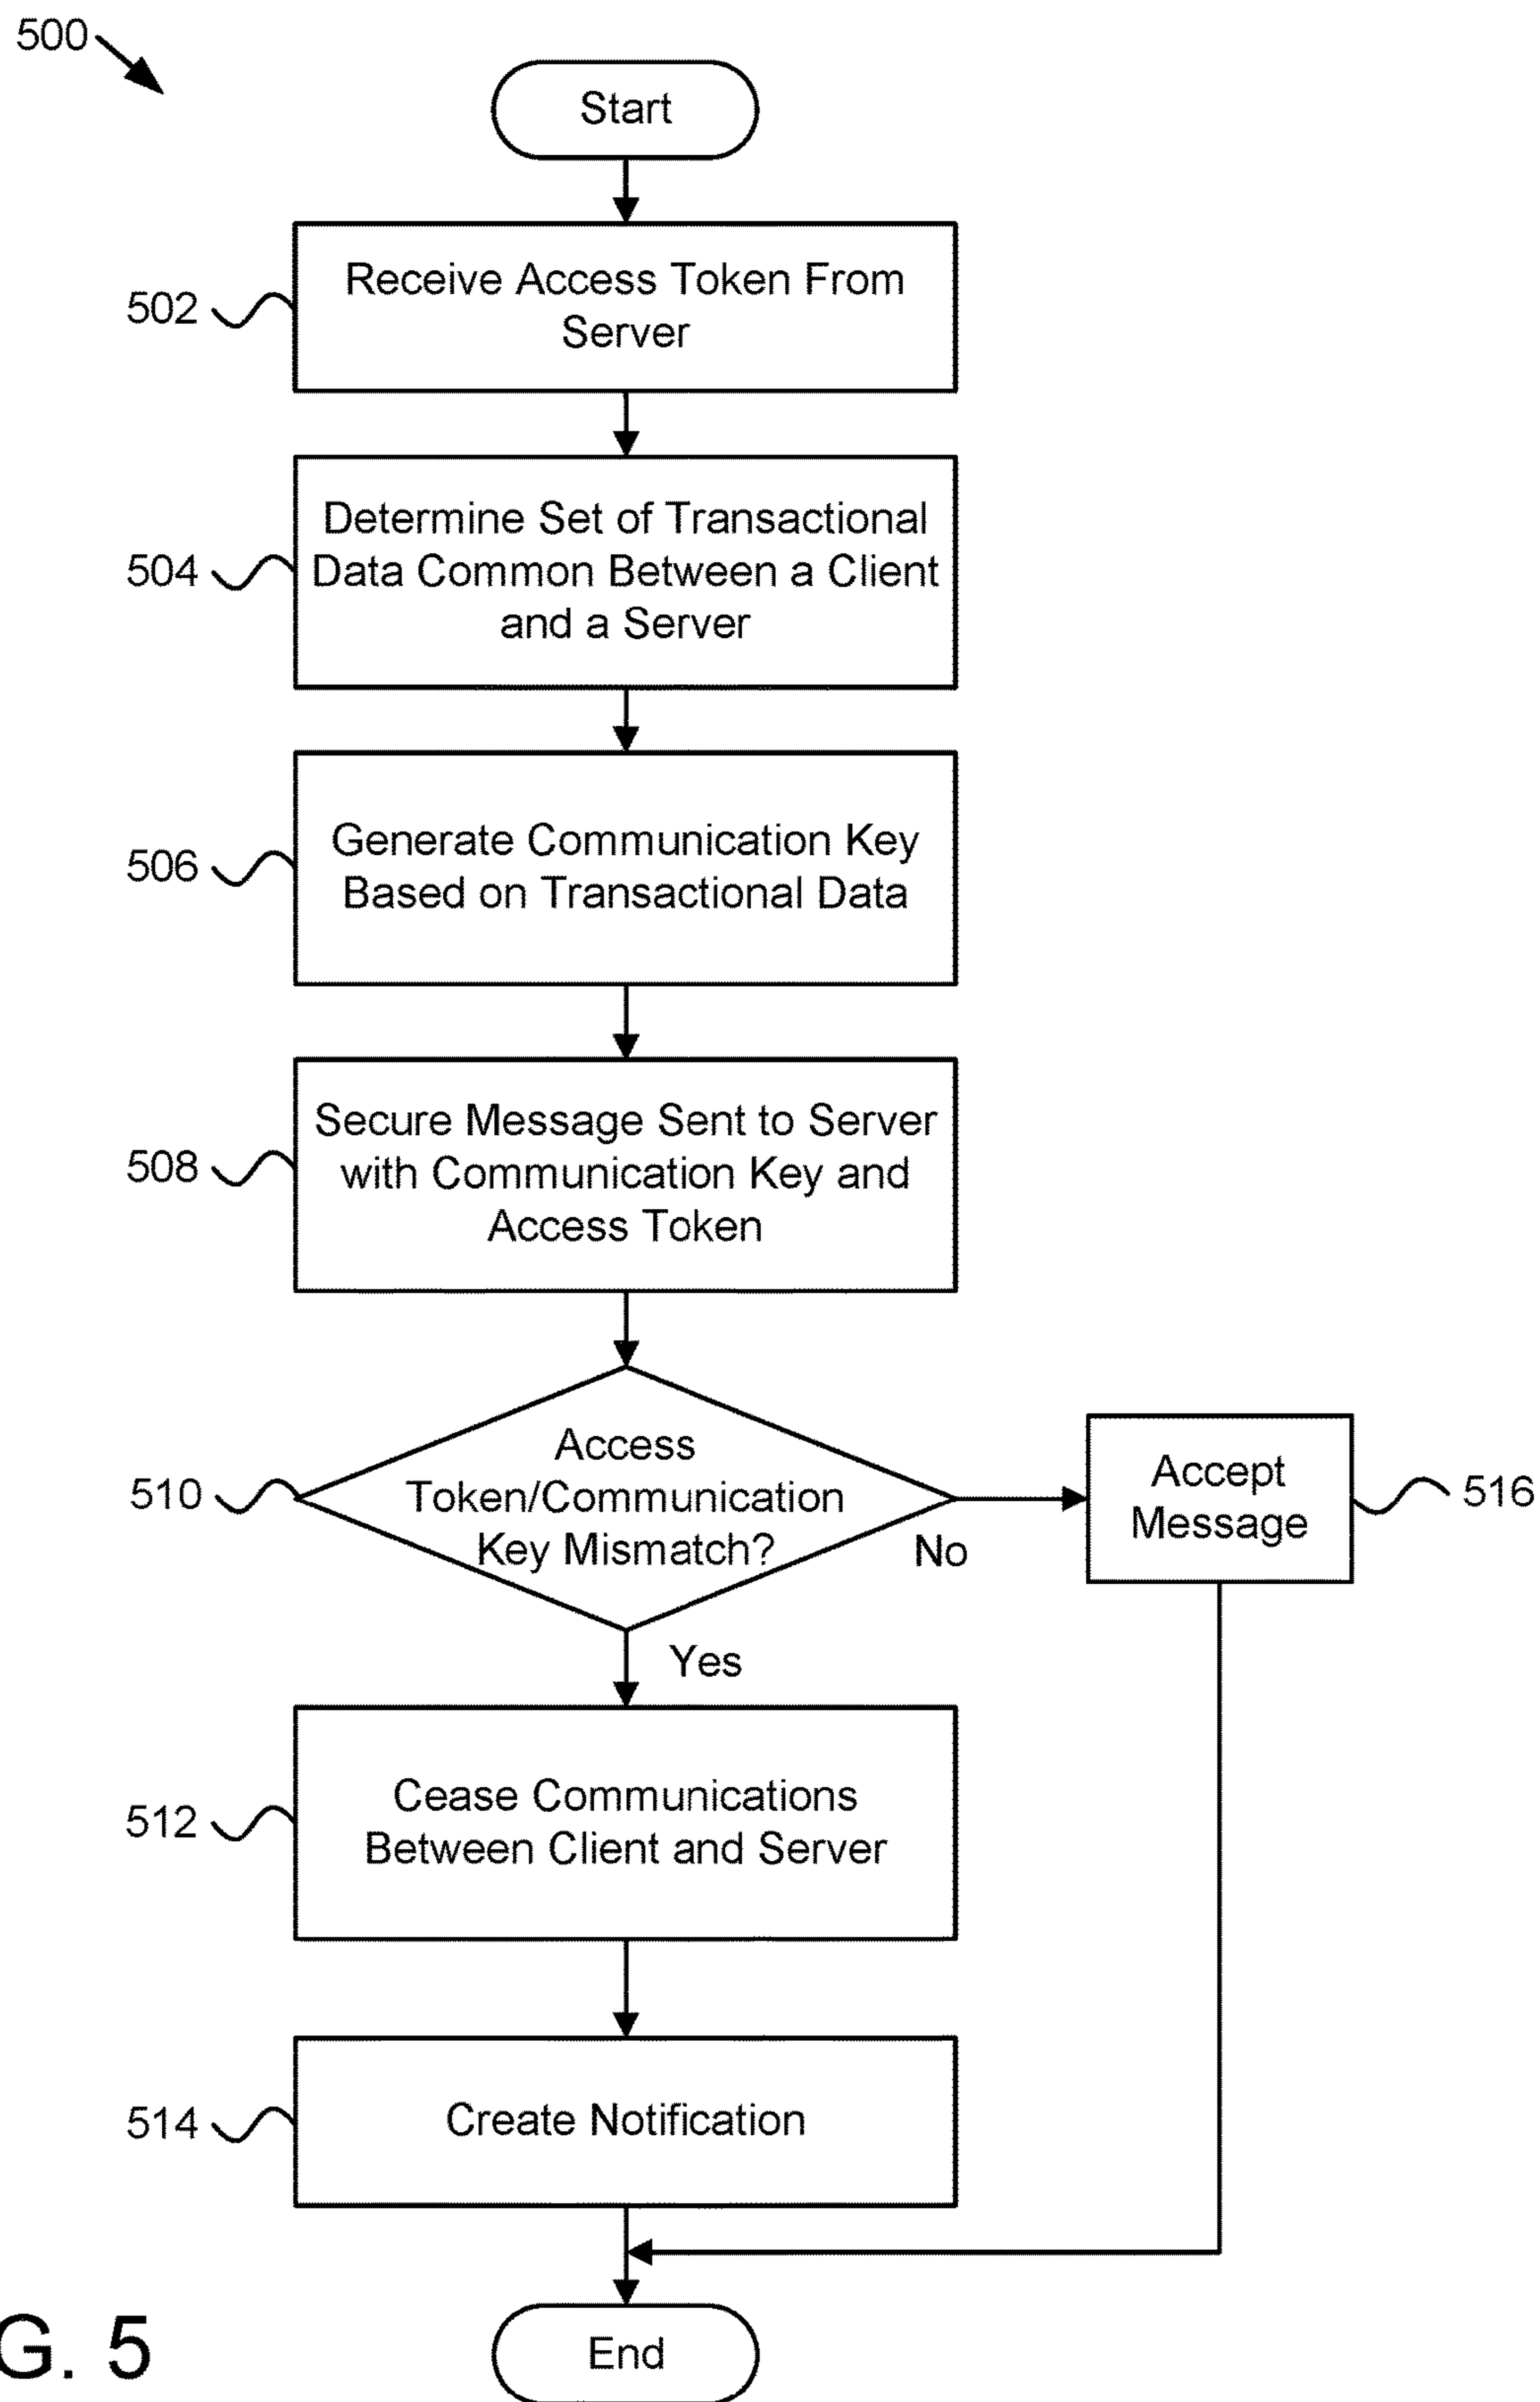 500
Start
Receive Access Token From
Server
502
Determine Set of Transactional
Data Common Between a Client
and a Server
504
Generate Communication Key
Based on Transactional Data
506
Secure Message Sent to Server
with Communication Key and
Access Token
508
Access
Token/Communication
Key Mismatch?
510
No
Accept
Message
516
Yes
Cease Communications
Between Client and Server
512
Create Notification
514
End
G. 5